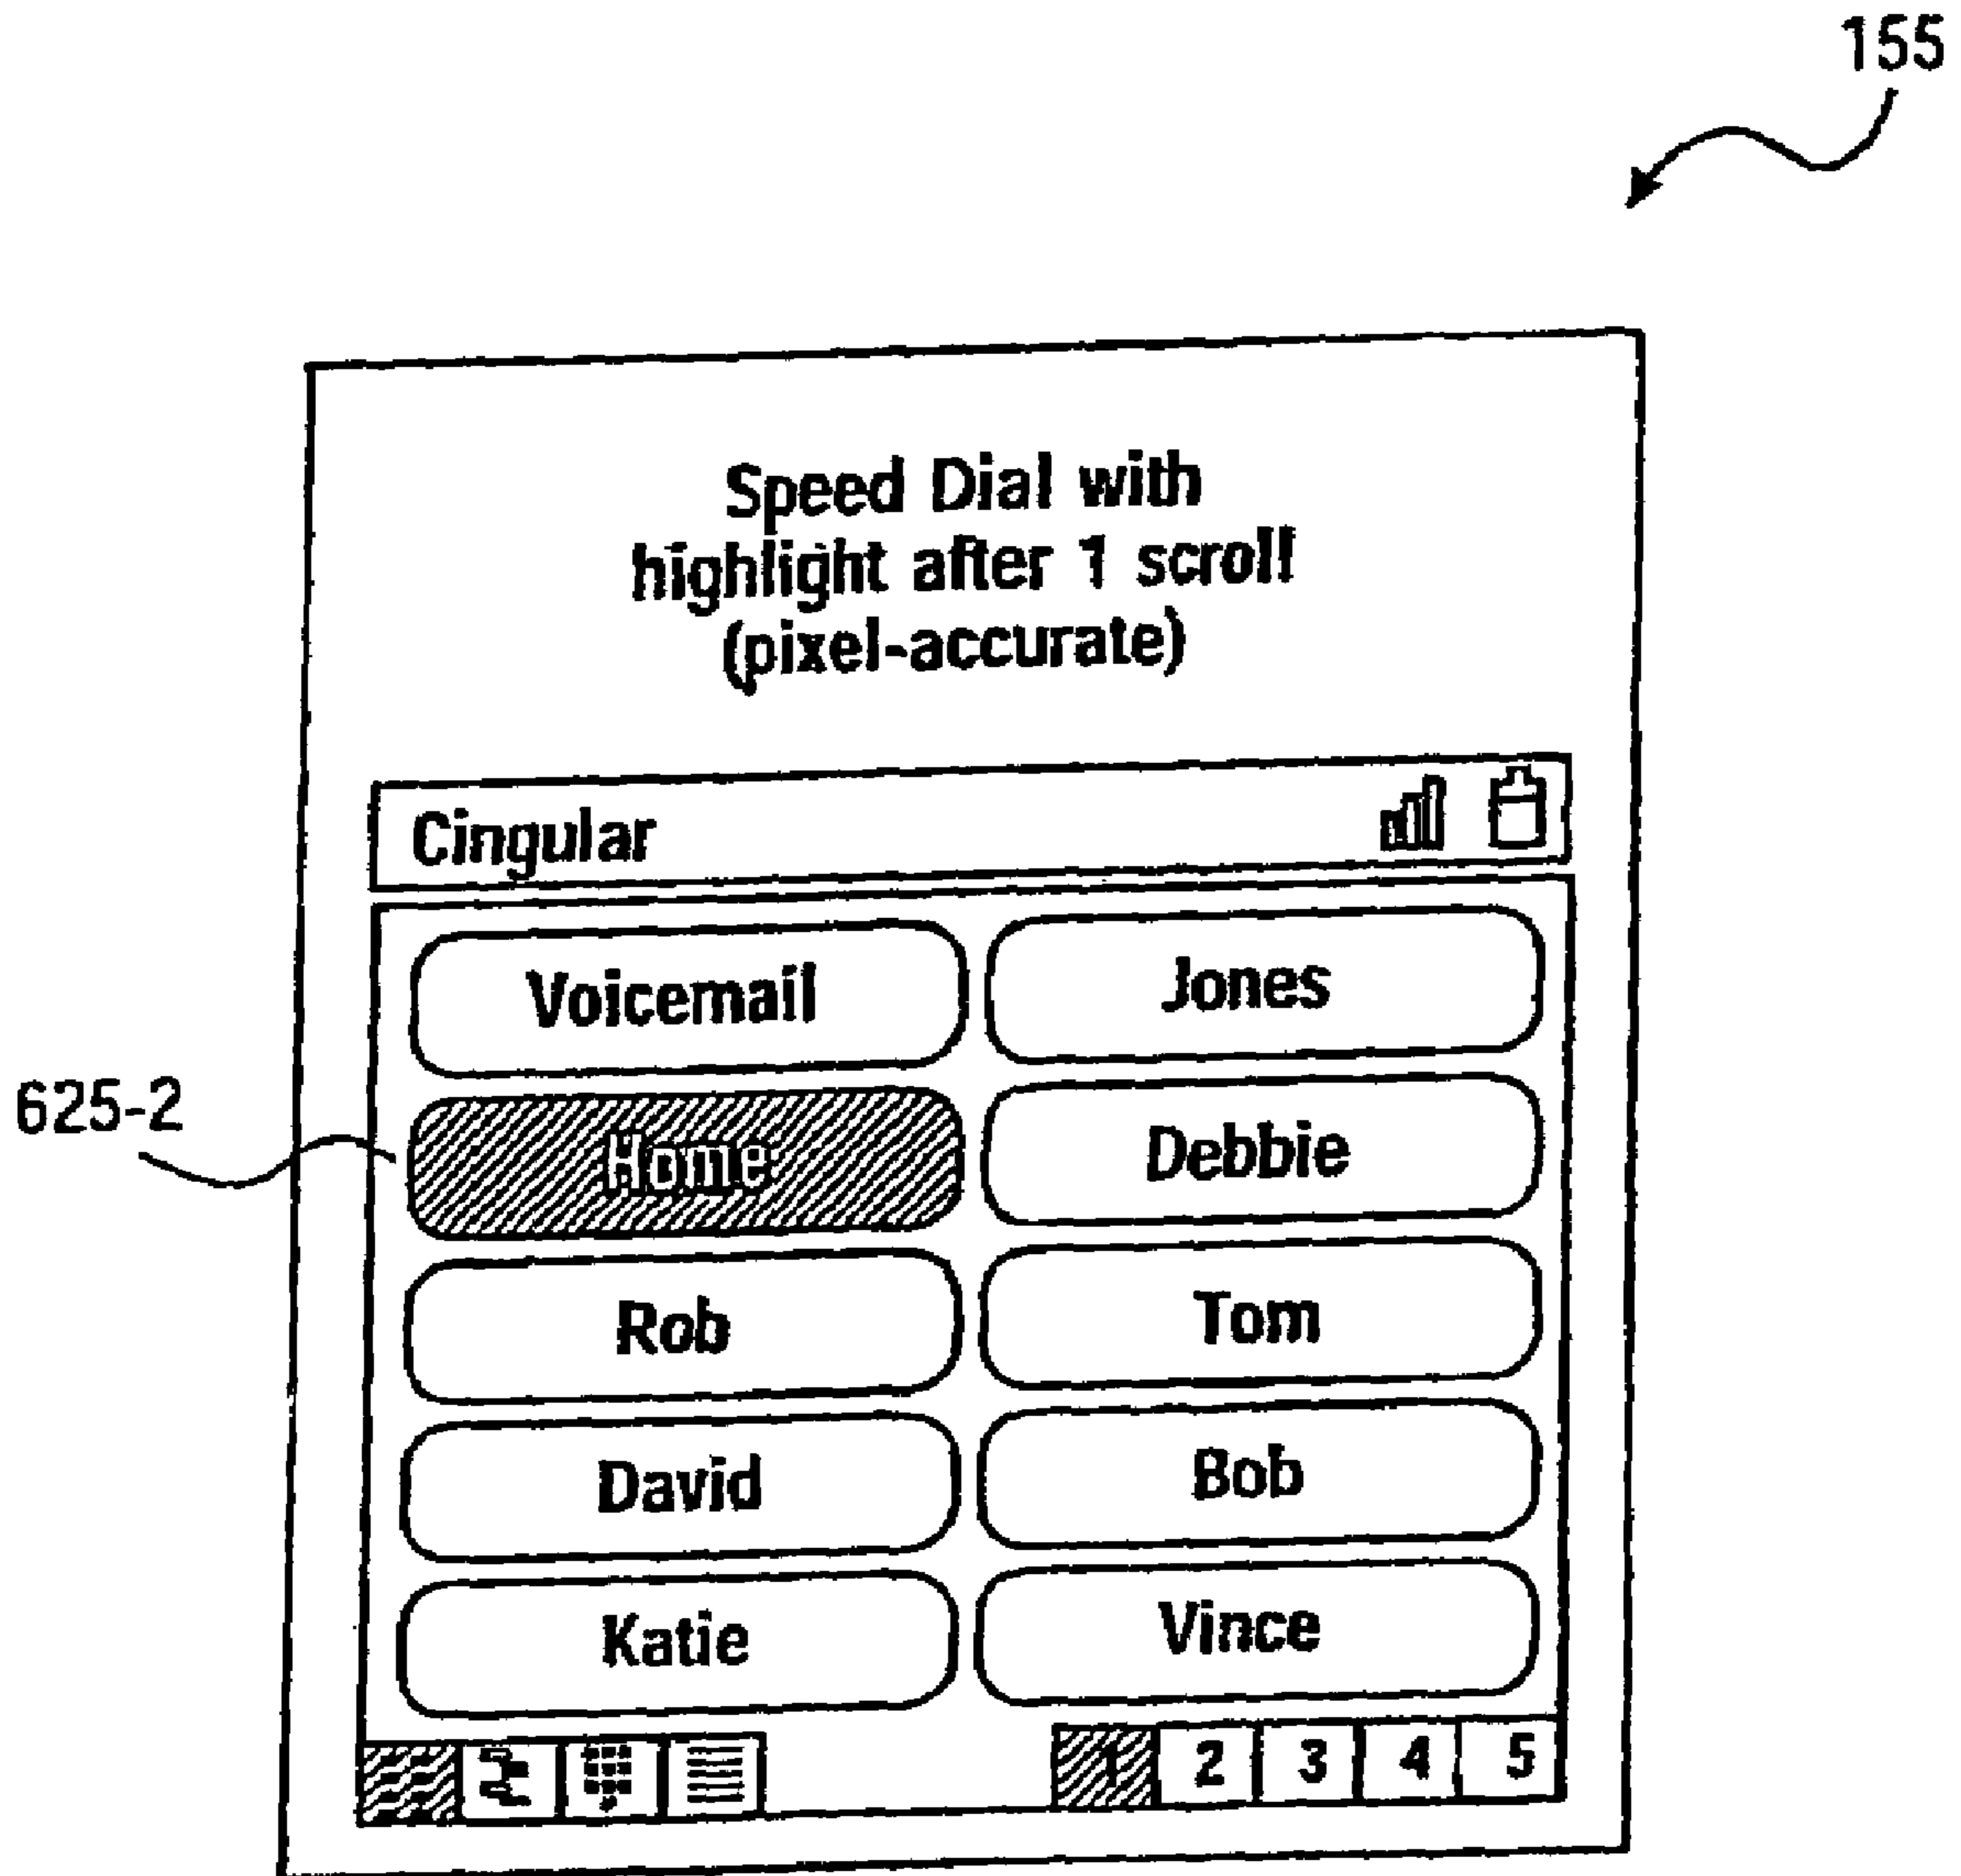 155
Speed Dial with
highlight after 1 scroll
(pixel-accurate)
Cingular
Voicemail Jones
625-2
Home Debbie
Rob Tom
David Bob
Katie Vince
1 2 3 4 5